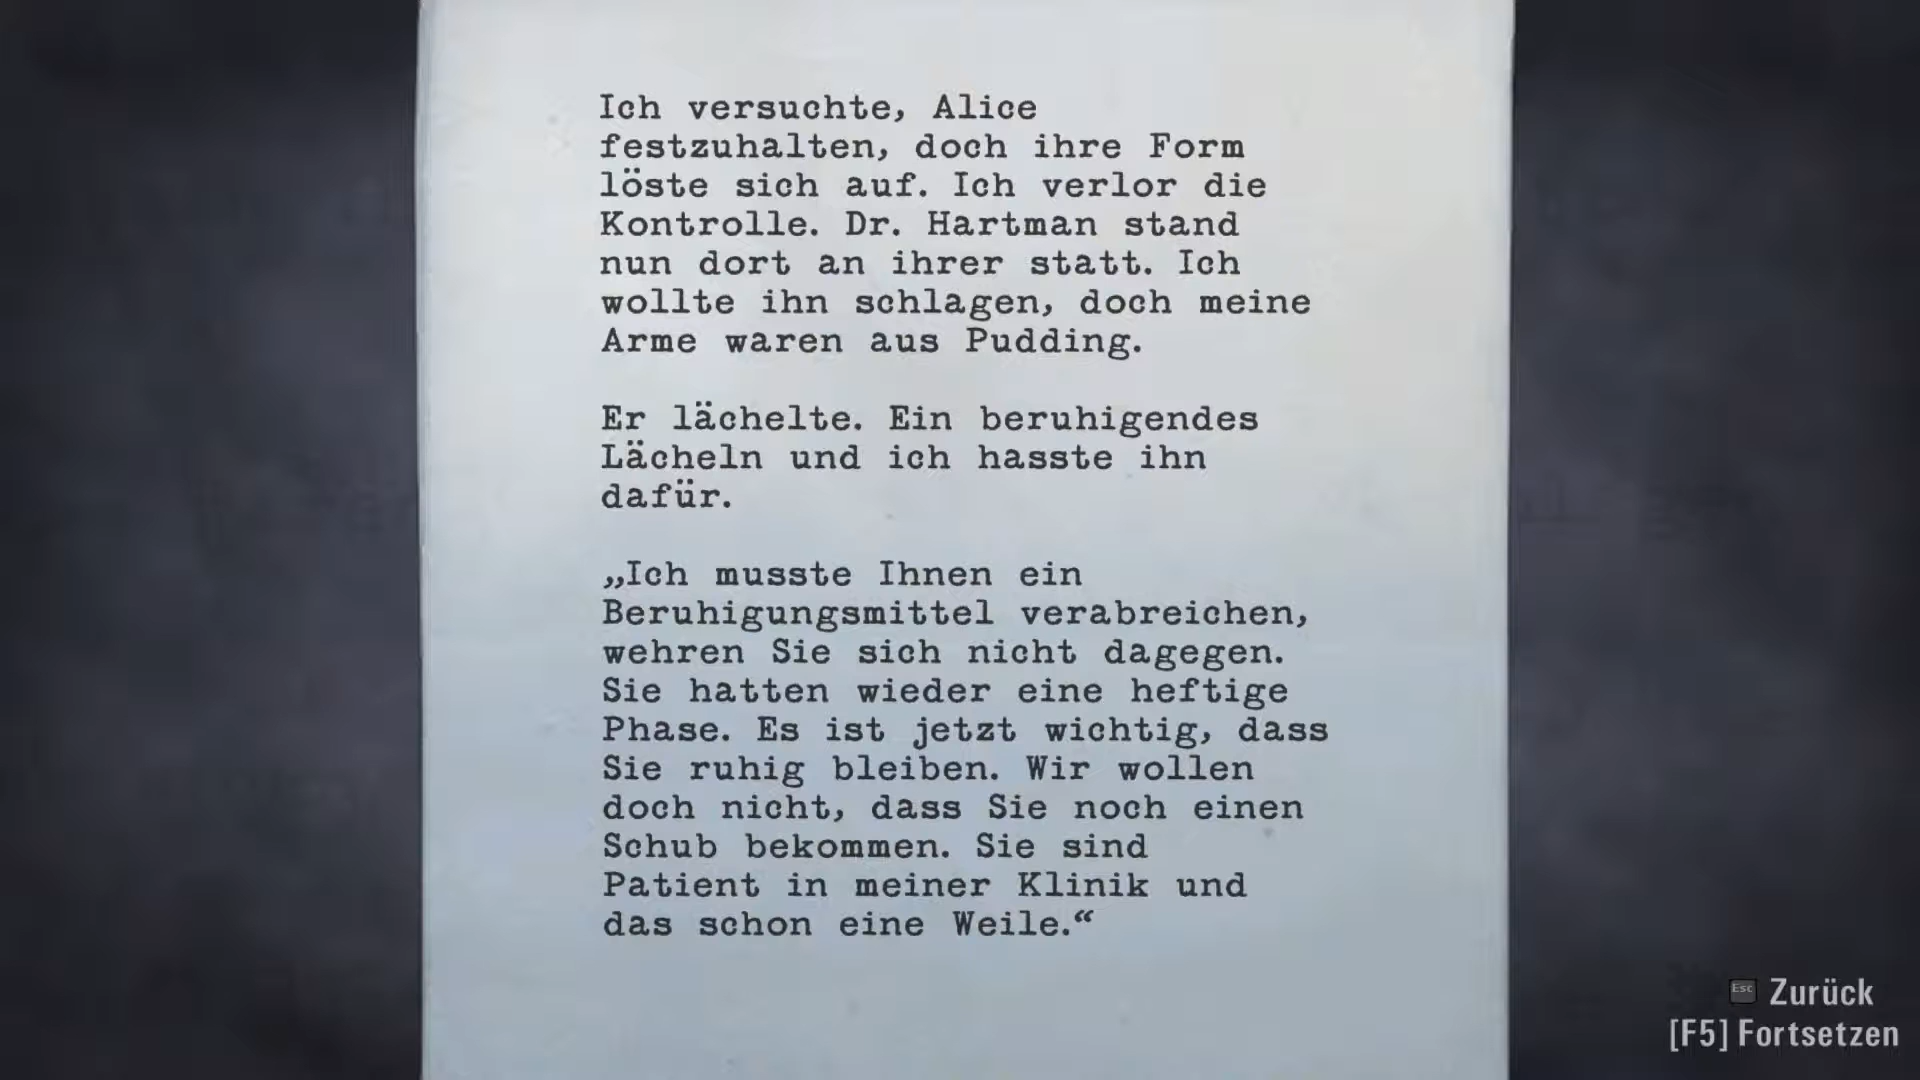 Ich versuchte, Alice
festzuhalten, doch ihre Form
löste sich auf. Ich verlor die
Kontrolle. Dr. Hartman stand
nun dort an ihrer statt. Ich
wollte ihn schlagen, doch meine
Arme waren aus Pudding.
Er lächelte. Ein beruhigendes
Lächeln und ich hasste ihn
dafür.
„Ich musste Ihnen ein
Beruhigungsmittel verabreichen,
wehren Sie sich nicht dagegen.
Sie hatten wieder eine heftige
Phase. Es ist jetzt wichtig, dass
Sie ruhig bleiben. Wir wollen
doch nicht, dass Sie noch einen
Schub bekommen. Sie sind
Patient in meiner Klinik und
das schon eine Weile.“
Esc Zurück
[F5] Fortsetzen